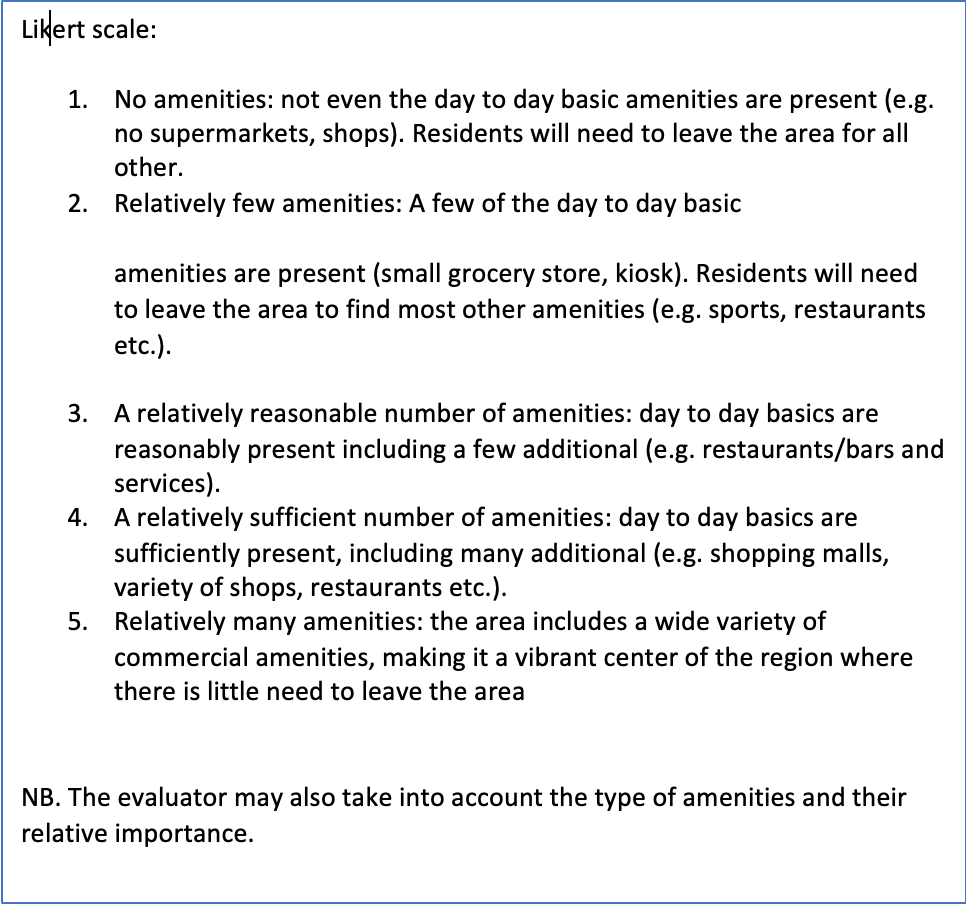 Likert scale:
1. No amenities: not even the day to day basic amenities are present (e.g.
no supermarkets, shops). Residents will need to leave the area for all
other.
2. Relatively few amenities: A few of the day to day basic
amenities are present (small grocery store, kiosk). Residents will need
to leave the area to find most other amenities (e.g. sports, restaurants
etc.).
3. A relatively reasonable number of amenities: day to day basics are
reasonably present including a few additional (e.g. restaurants/bars and
services).
4. A relatively sufficient number of amenities: day to day basics are
sufficiently present, including many additional (e.g. shopping malls,
variety of shops, restaurants etc.).
5. Relatively many amenities: the area includes a wide variety of
commercial amenities, making it a vibrant center of the region where
there is little need to leave the area
NB. The evaluator may also take into account the type of amenities and their
relative importance.